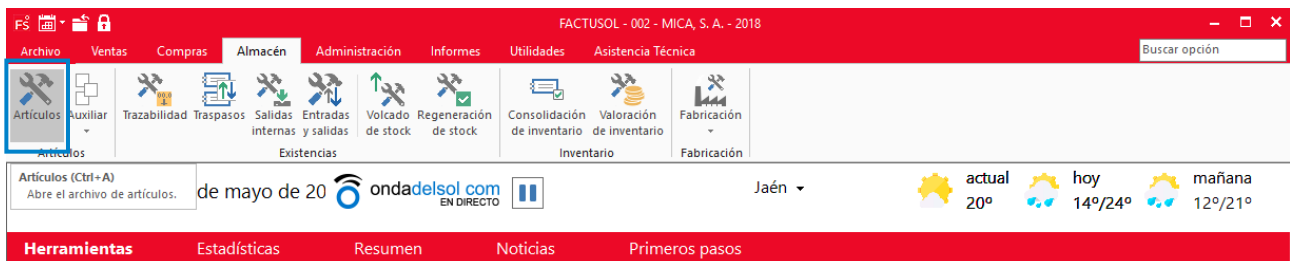 FS
FACTUSOL - 002 - MICA, S. A. - 2018
Archivo Ventas Compras Almacén Administración Informes Utilidades Asistencia Técnica Buscar opción
Artículos Auxiliar Trazabilidad Traspasos Salidas internas Entradas y salidas Volcado de stock Regeneración de stock Consolidación de inventario Valoración de inventario Fabricación
Artículos Existencias Inventario Fabricación
Artículos (Ctrl+A)
Abre el archivo de artículos.
de mayo de 20 ondadelsol com
EN DIRECTO
Jaén
actual
20º
hoy
14º/24º
mañana
12º/21º
Herramientas Estadísticas Resumen Noticias Primeros pasos